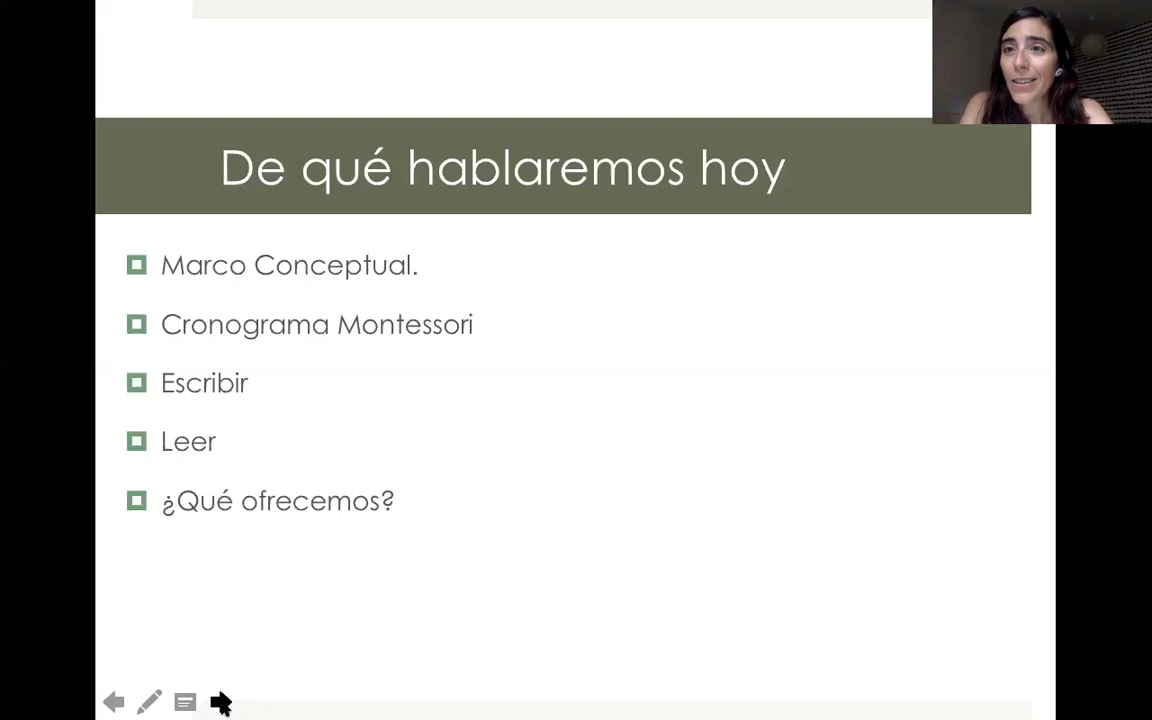 De qué hablaremos hoy
Marco Conceptual.
Cronograma Montessori
Escribir
Leer
¿Qué ofrecemos?